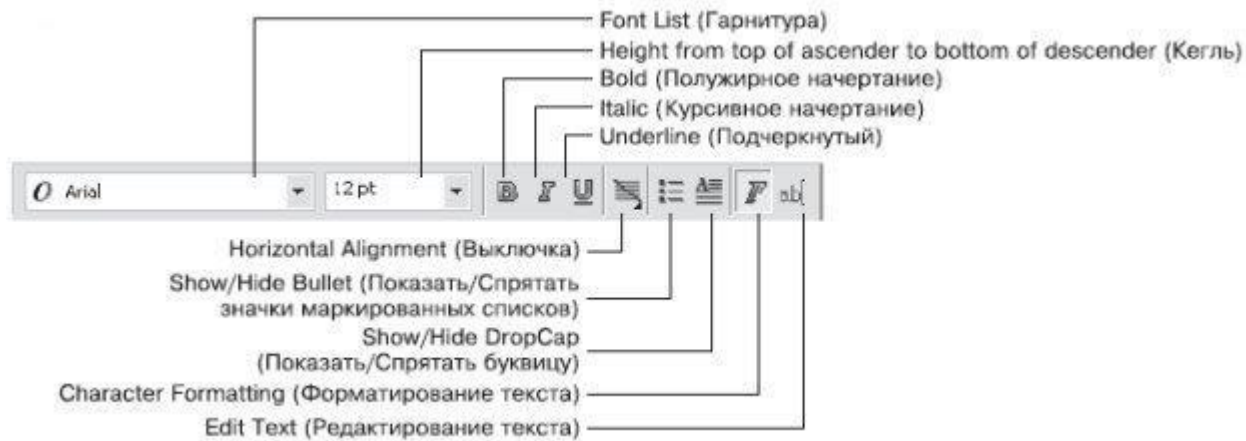 Font List (Гарнитура)
Height from top of ascender to bottom of descender (Кегль)
Bold (Полужирное начертание)
Italic (Курсивное начертание)
Underline (Подчеркнутый)
O Arial
12 pt
B I U
A
F ab
Horizontal Alignment (Выключка)
Show/Hide Bullet (Показать/Спрятать
значки маркированных списков)
Show/Hide DropCap
(Показать/Спрятать буквицу)
Character Formatting (Форматирование текста)
Edit Text (Редактирование текста)